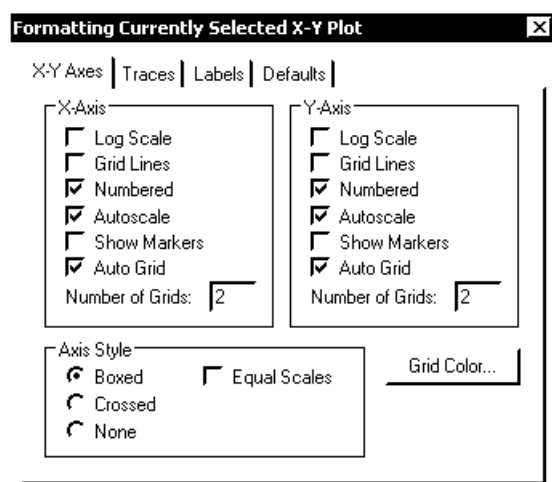 Formatting Currently Selected X-Y Plot
X-Y Axes Traces Labels Defaults
X-Axis
Log Scale
Grid Lines
Numbered
Autoscale
Show Markers
Auto Grid
Number of Grids: 2
Y-Axis
Log Scale
Grid Lines
Numbered
Autoscale
Show Markers
Auto Grid
Number of Grids: 2
Axis Style
Boxed Equal Scales
Crossed
None
Grid Color...